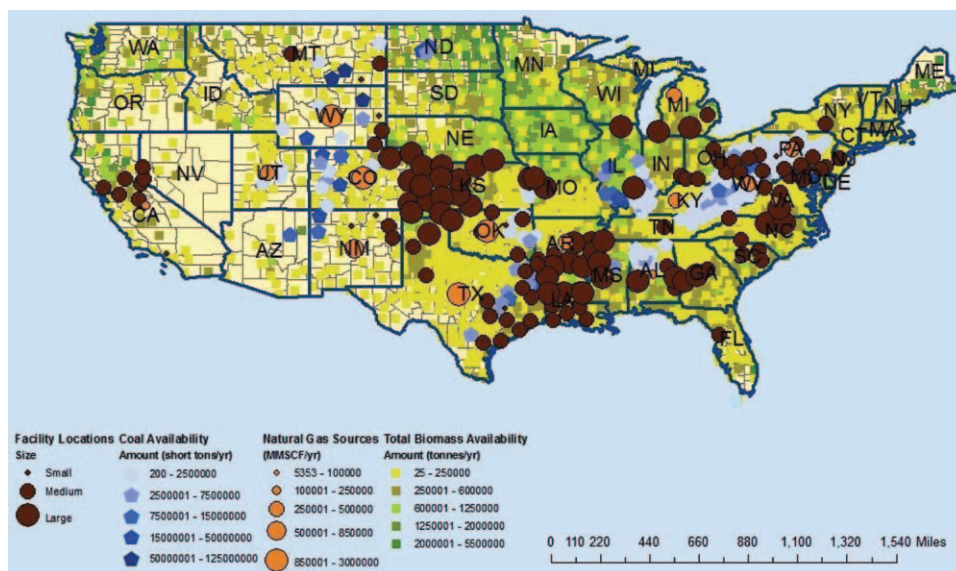 WA
MT
ND
MN
ME
OR
ID
SD
WI
MI
VT
NH
NY
WY
MI
MA
CT
NE
IA
PA
NJ
OH
NV
UT
CO
IL
IN
MD
DE
WV
KS
MO
KY
VA
CA
NC
TN
OK
AZ
NM
AR
SC
MS
AL
GA
TX
LA
FL
Facility Locations
Size
Small
Medium
Large
Coal Availability
Amount (short tons/yr)
200 - 2500000
2500001 - 7500000
7500001 - 15000000
15000001 - 50000000
50000001 - 125000000
Natural Gas Sources
(MMSCF/yr)
5353 - 100000
100001 - 250000
250001 - 500000
500001 - 850000
850001 - 3000000
Total Biomass Availability
Amount (tonnes/yr)
25 - 250000
250001 - 600000
600001 - 1250000
1250001 - 2000000
2000001 - 5500000
0 110 220 440 660 880 1,100 1,320 1,540 Miles